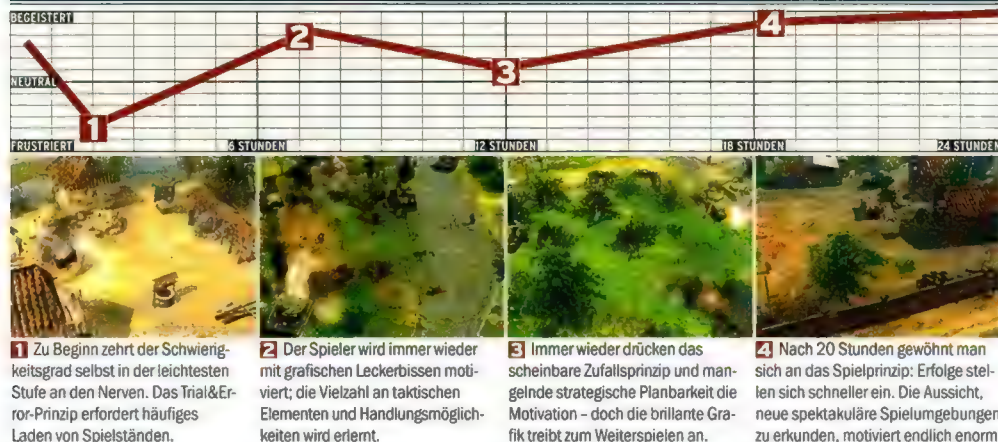 BEGEISTERT
NEUTRAL
FRUSTRIERT
1
2
3
4
6 STUNDEN
12 STUNDEN
18 STUNDEN
24 STUNDEN
1 Zu Beginn zehrt der Schwierig-
keitsgrad selbst in der leichtesten
Stufe an den Nerven. Das Trial&Er-
ror-Prinzip erfordert häufiges
Laden von Spielständen.
2 Der Spieler wird immer wieder
mit grafischen Leckerbissen moti-
viert; die Vielzahl an taktischen
Elementen und Handlungsmöglich-
keiten wird erlernt.
3 Immer wieder drücken das
scheinbare Zufallsprinzip und man-
gelnde strategische Planbarkeit die
Motivation – doch die brillante Gra-
fik treibt zum Weiterspielen an.
4 Nach 20 Stunden gewöhnt man
sich an das Spielprinzip: Erfolge stel-
len sich schneller ein. Die Aussicht,
neue spektakuläre Spielumgebungen
zu erkunden, motiviert endlich enorm.